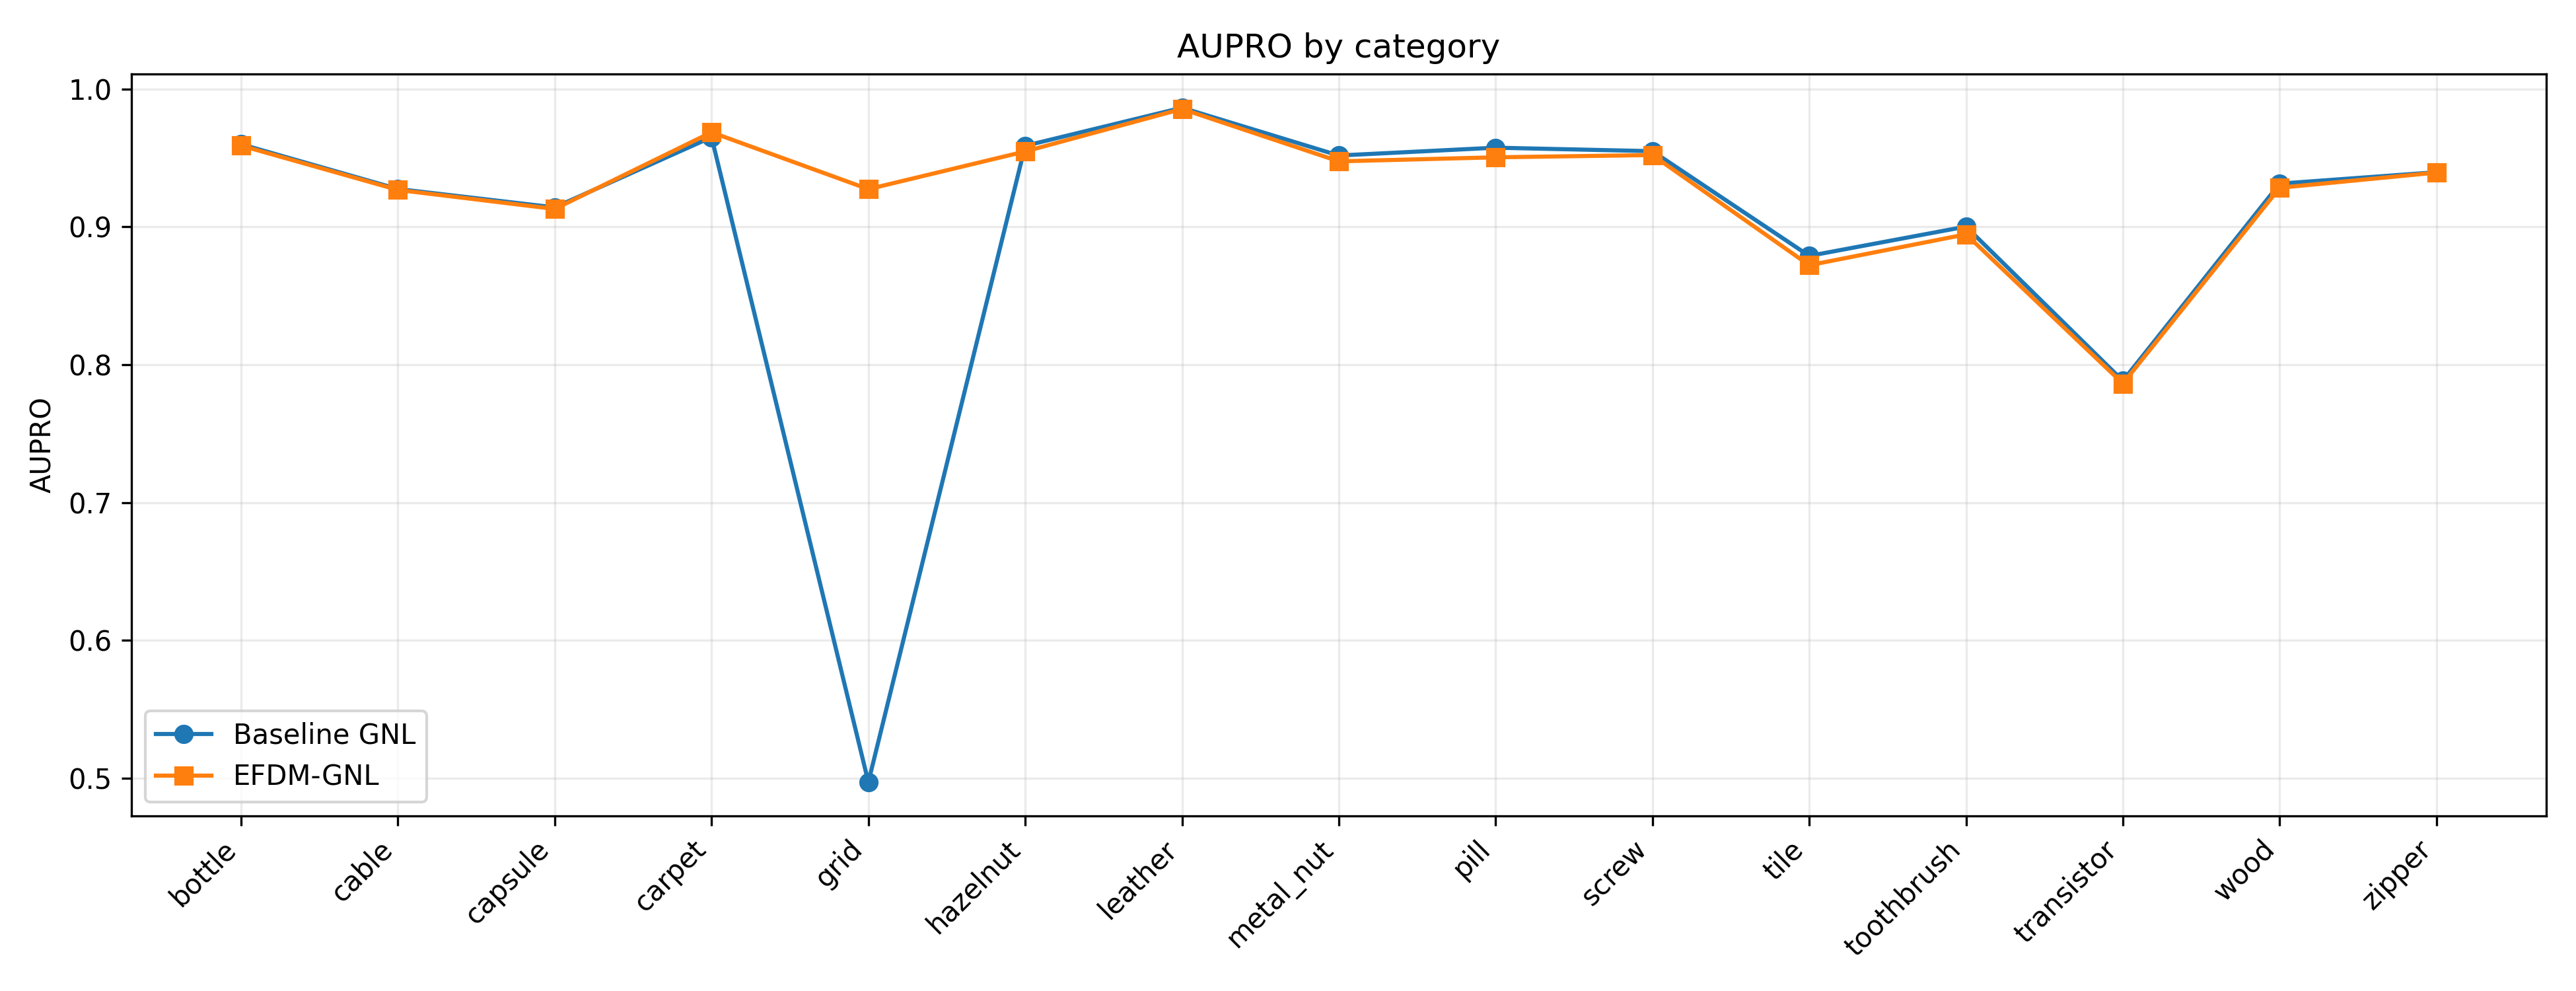 AUPRO by category
1.0
0.9
0.8
0.7
0.6
0.5
AUPRO
Baseline GNL
EFDM-GNL
bottle
cable
capsule
carpet
grid
hazelnut
leather
metal_nut
pill
screw
tile
toothbrush
transistor
wood
zipper